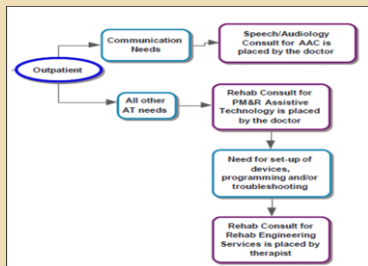 Communication
Needs
Speech/Audiology
Consult for AAC is
placed by the doctor
Outpatient
All other
AT needs
Rehab Consult for
PM&R Assistive
Technology is placed
by the doctor
Need for set-up of
devices,
programming and/or
troubleshooting
Rehab Consult for
Rehab Engineering
Services is placed by
therapist